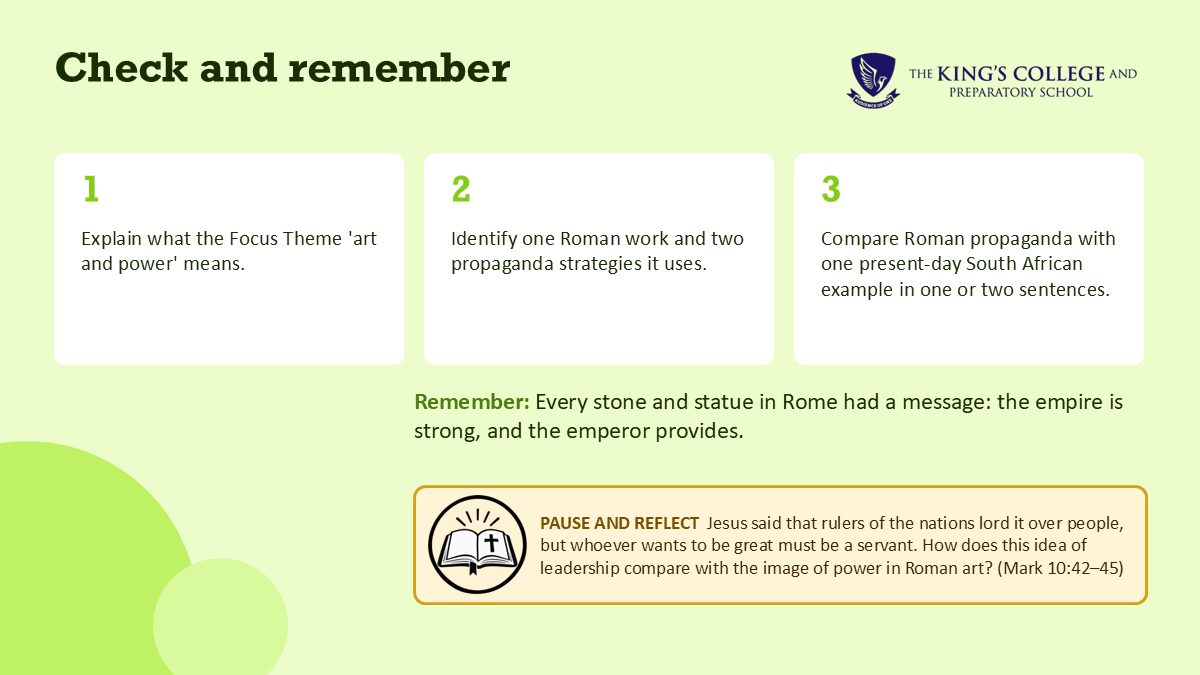 Check and remember
THE KING'S COLLEGE AND
PREPARATORY SCHOOL
AUDIENCE OF ONE
1
Explain what the Focus Theme 'art
and power' means.
2
Identify one Roman work and two
propaganda strategies it uses.
3
Compare Roman propaganda with
one present-day South African
example in one or two sentences.
Remember: Every stone and statue in Rome had a message: the empire is
strong, and the emperor provides.
PAUSE AND REFLECT Jesus said that rulers of the nations lord it over people,
but whoever wants to be great must be a servant. How does this idea of
leadership compare with the image of power in Roman art? (Mark 10:42–45)